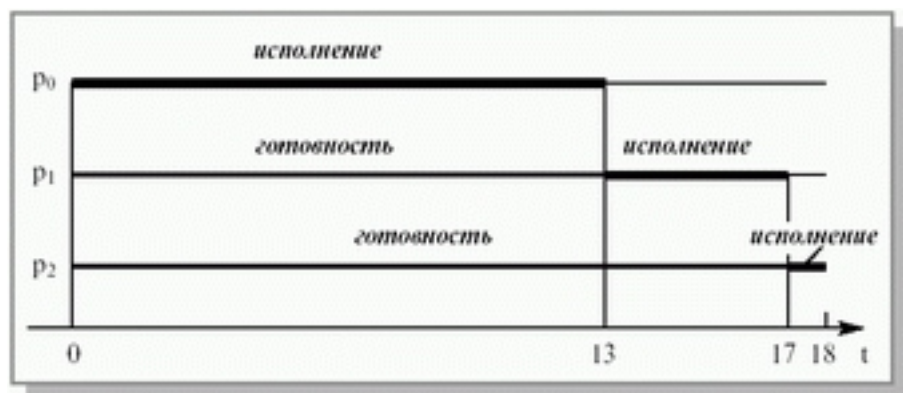 исполнение
p0
готовность исполнение
p1
готовность исполнение
p2
0 13 17 18 t